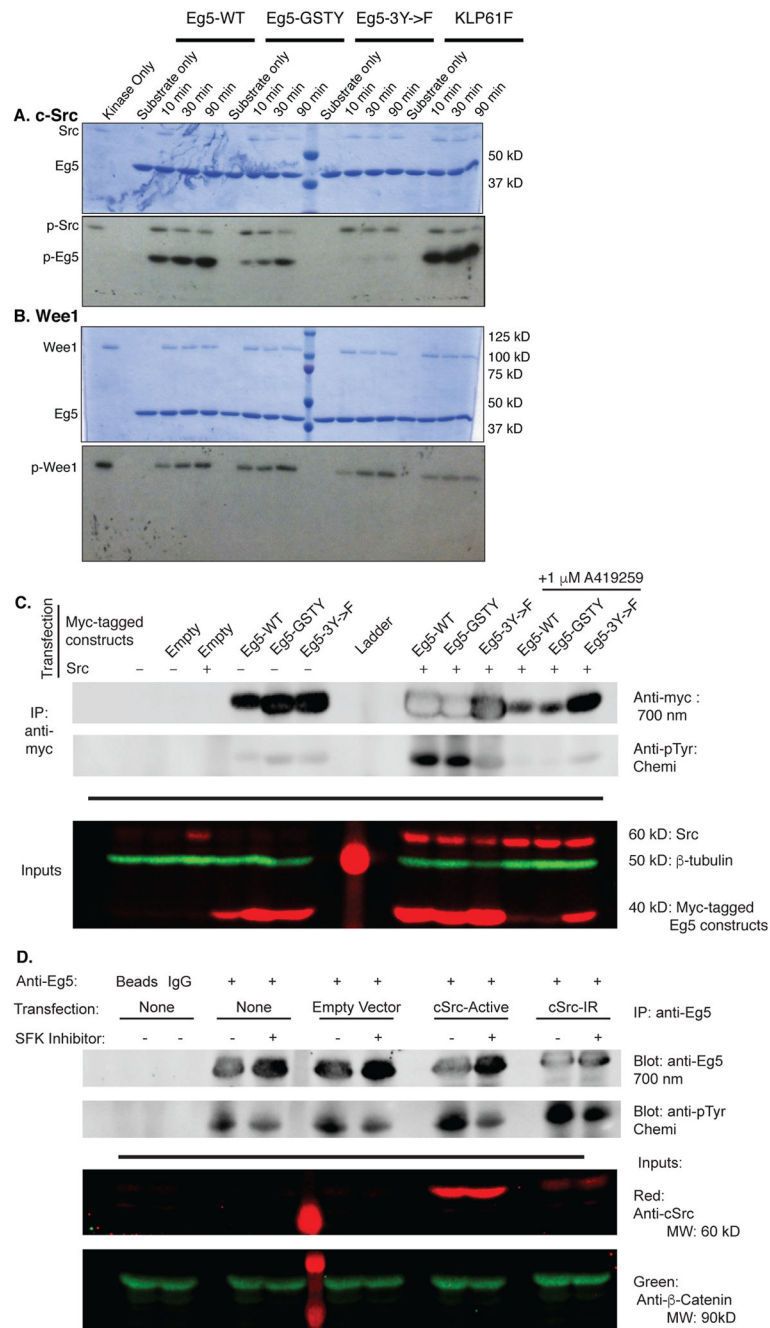 Eg5-WT Eg5-GSTY Eg5-3Y->F KLP61F
Kinase Only Substrate only 10 min 30 min 90 min Substrate only 10 min 30 min 90 min Substrate only 10 min 30 min 90 min Substrate only 10 min 30 min 90 min
A. c-Src
Src
50 kD
Eg5
37 kD
p-Src
p-Eg5
B. Wee1
125 kD
Wee1
100 kD
75 kD
50 kD
Eg5
37 kD
p-Wee1
+1 µM A419259
C.
Transfection
Myc-tagged
constructs
Empty Empty Eg5-WT Eg5-GSTY Eg5-3Y->F Ladder Eg5-WT Eg5-GSTY Eg5-3Y->F Eg5-WT Eg5-GSTY Eg5-3Y->F
Src – – + – – – + + + + + +
IP:
anti-
myc
Anti-myc :
700 nm
Anti-pTyr:
Chemi
60 kD: Src
Inputs
50 kD: β-tubulin
40 kD: Myc-tagged
Eg5 constructs
D.
Anti-Eg5: Beads IgG + + + + + + + +
Transfection: None None Empty Vector cSrc-Active cSrc-IR IP: anti-Eg5
SFK Inhibitor: - - - + - + - + - +
Blot: anti-Eg5
700 nm
Blot: anti-pTyr
Chemi
Inputs:
Red:
Anti-cSrc
MW: 60 kD
Green:
Anti-β-Catenin
MW: 90kD